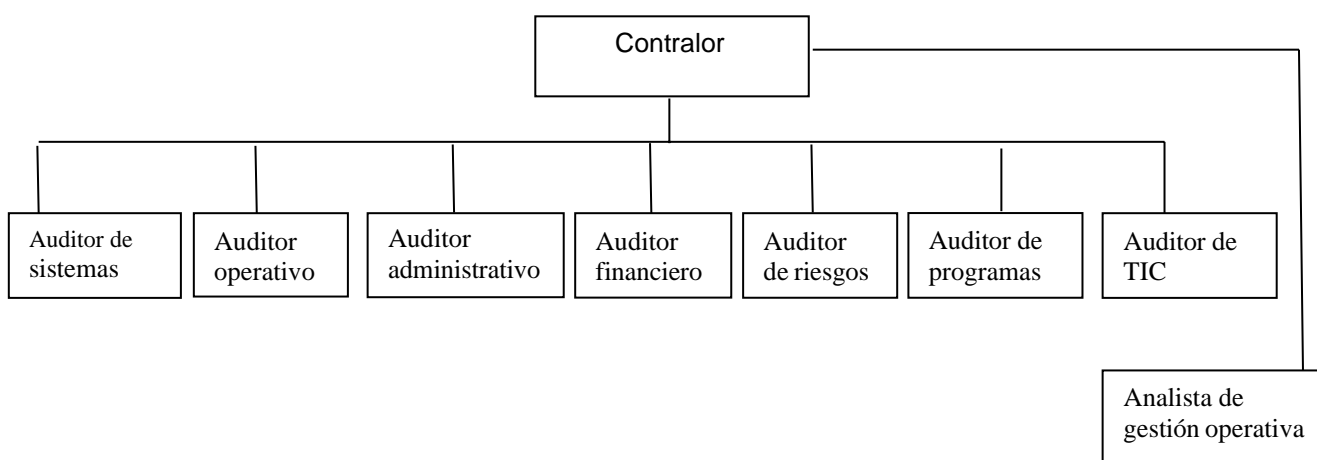 Contralor
Auditor de
sistemas
Auditor
operativo
Auditor
administrativo
Auditor
financiero
Auditor
de riesgos
Auditor de
programas
Auditor de
TIC
Analista de
gestión operativa